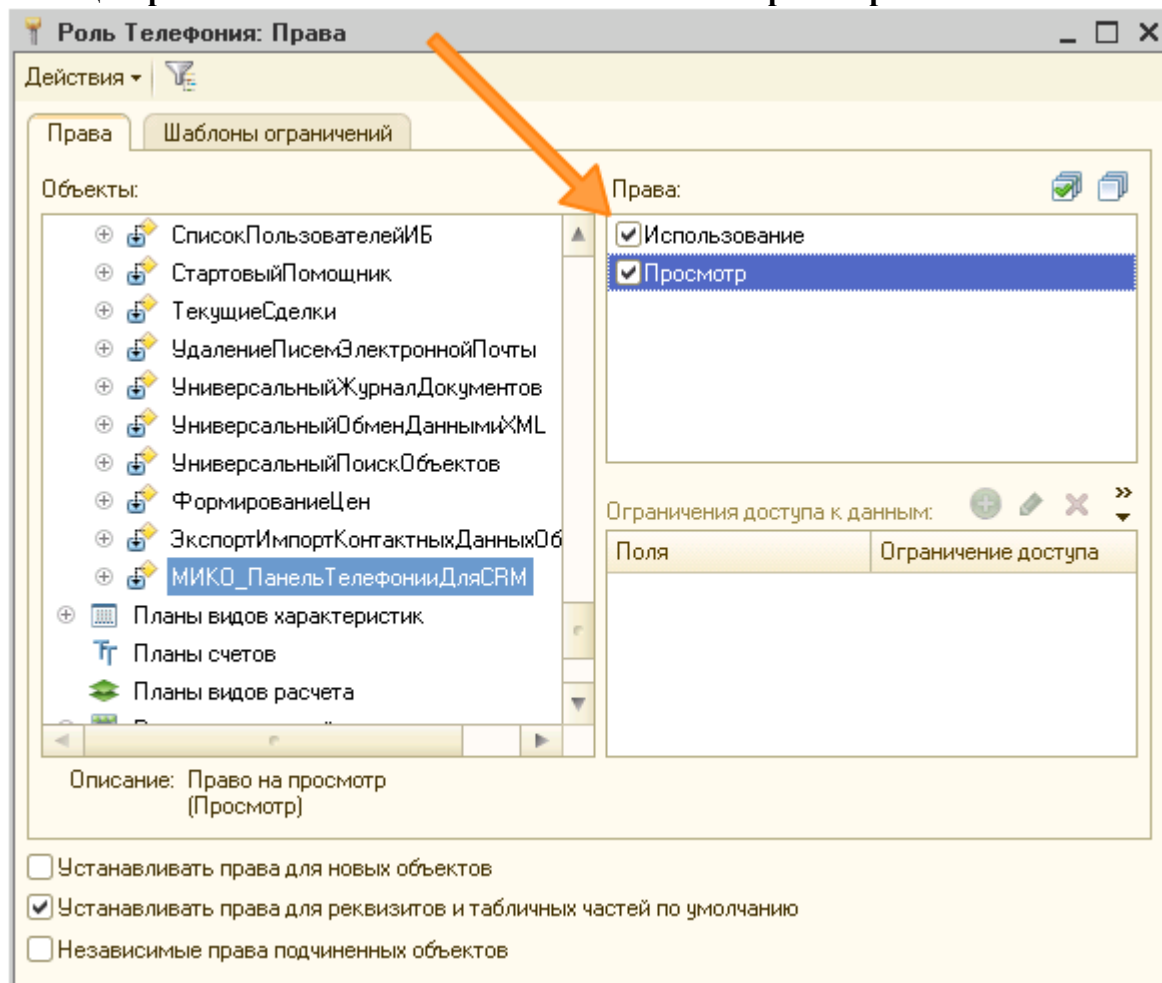 Роль Телефония: Права
Действия
Права
Шаблоны ограничений
Объекты:
СписокПользователейИБ
СтартовыйПомощник
ТекущиеСделки
УдалениеПисемЭлектроннойПочты
УниверсальныйЖурналДокументов
УниверсальныйОбменДаннымиXML
УниверсальныйПоискОбъектов
ФормированиеЦен
ЭкспортИмпортКонтактныхДанныхОб
МИКО_ПанельТелефонииДляCRM
Планы видов характеристик
Планы счетов
Планы видов расчета
Права:
Использование
Просмотр
Ограничения доступа к данным:
Поля
Ограничение доступа
Описание: Право на просмотр
(Просмотр)
Устанавливать права для новых объектов
Устанавливать права для реквизитов и табличных частей по умолчанию
Независимые права подчиненных объектов